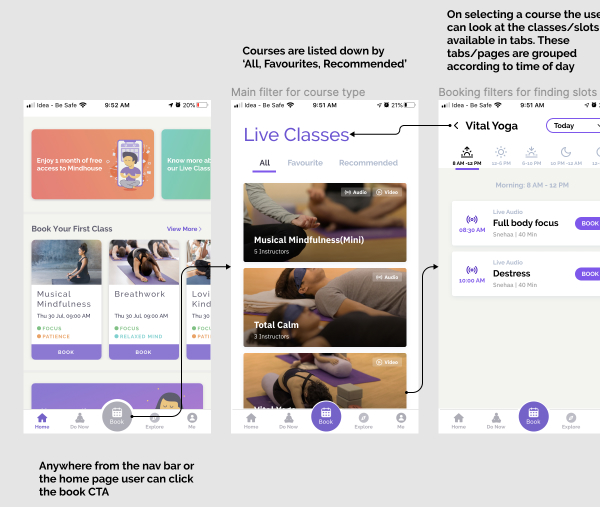 On selecting a course the use
can look at the classes/slots
available in tabs. These
tabs/pages are grouped
according to time of day
Courses are listed down by
‘All, Favourites, Recommended’
Main filter for course type
Booking filters for finding slots
Idea - Be Safe 9:52 AM 20%
Enjoy 1 month of free
access to Mindhouse
Know more ab
our Live Class
Book Your First Class View More >
Musical
Mindfulness
Thu 30 Jul, 09:00 AM
FOCUS
PATIENCE
BOOK
Breathwork
Thu 30 Jul, 09:00 AM
FOCUS
RELAXED MIND
BOOK
Lovi
Kind
Thu 30
FOCU
PATIE
Home Do Now Book Explore Me
Idea - Be Safe 9:51 AM 21%
Live Classes
All Favourite Recommended
Audio Video
Musical Mindfulness(Mini)
5 Instructors
Audio
Total Calm
3 Instructors
Video
Home Do Now Book Explore Me
Idea - Be Safe 9:51 AM
Vital Yoga Today
8 AM -12 PM 12-6 PM 6-10 PM 10 PM -12 AM
Morning: 8 AM - 12 PM
Live Audio
08:30 AM Full body focus BOOK
Snehaa | 40 Min
Live Audio
10:00 AM Destress BOOK
Snehaa | 40 Min
Home Do Now Book Explore
Anywhere from the nav bar or
the home page user can click
the book CTA